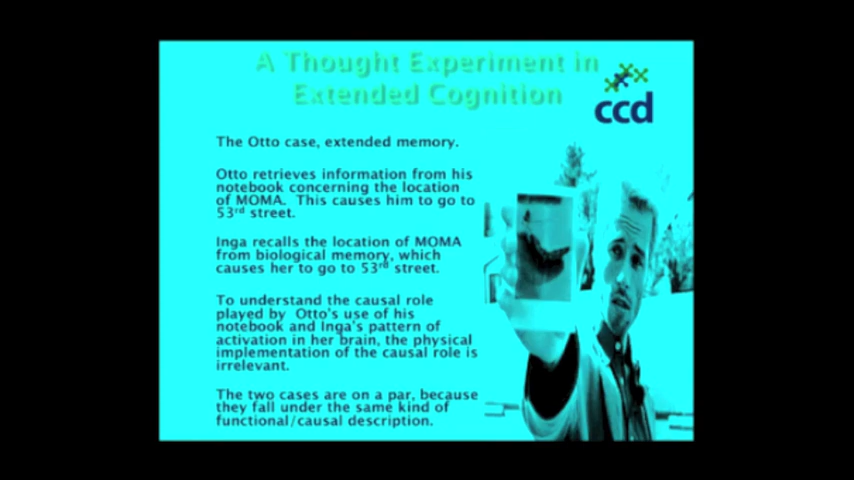 A Thought Experiment in
Extended Cognition
ccd
The Otto case, extended memory.
Otto retrieves information from his
notebook concerning the location
of MOMA. This causes him to go to
53rd street.
Inga recalls the location of MOMA
from biological memory, which
causes her to go to 53rd street.
To understand the causal role
played by Otto's use of his
notebook and Inga's pattern of
activation in her brain, the physical
implementation of the causal role is
irrelevant.
The two cases are on a par, because
they fall under the same kind of
functional/causal description.